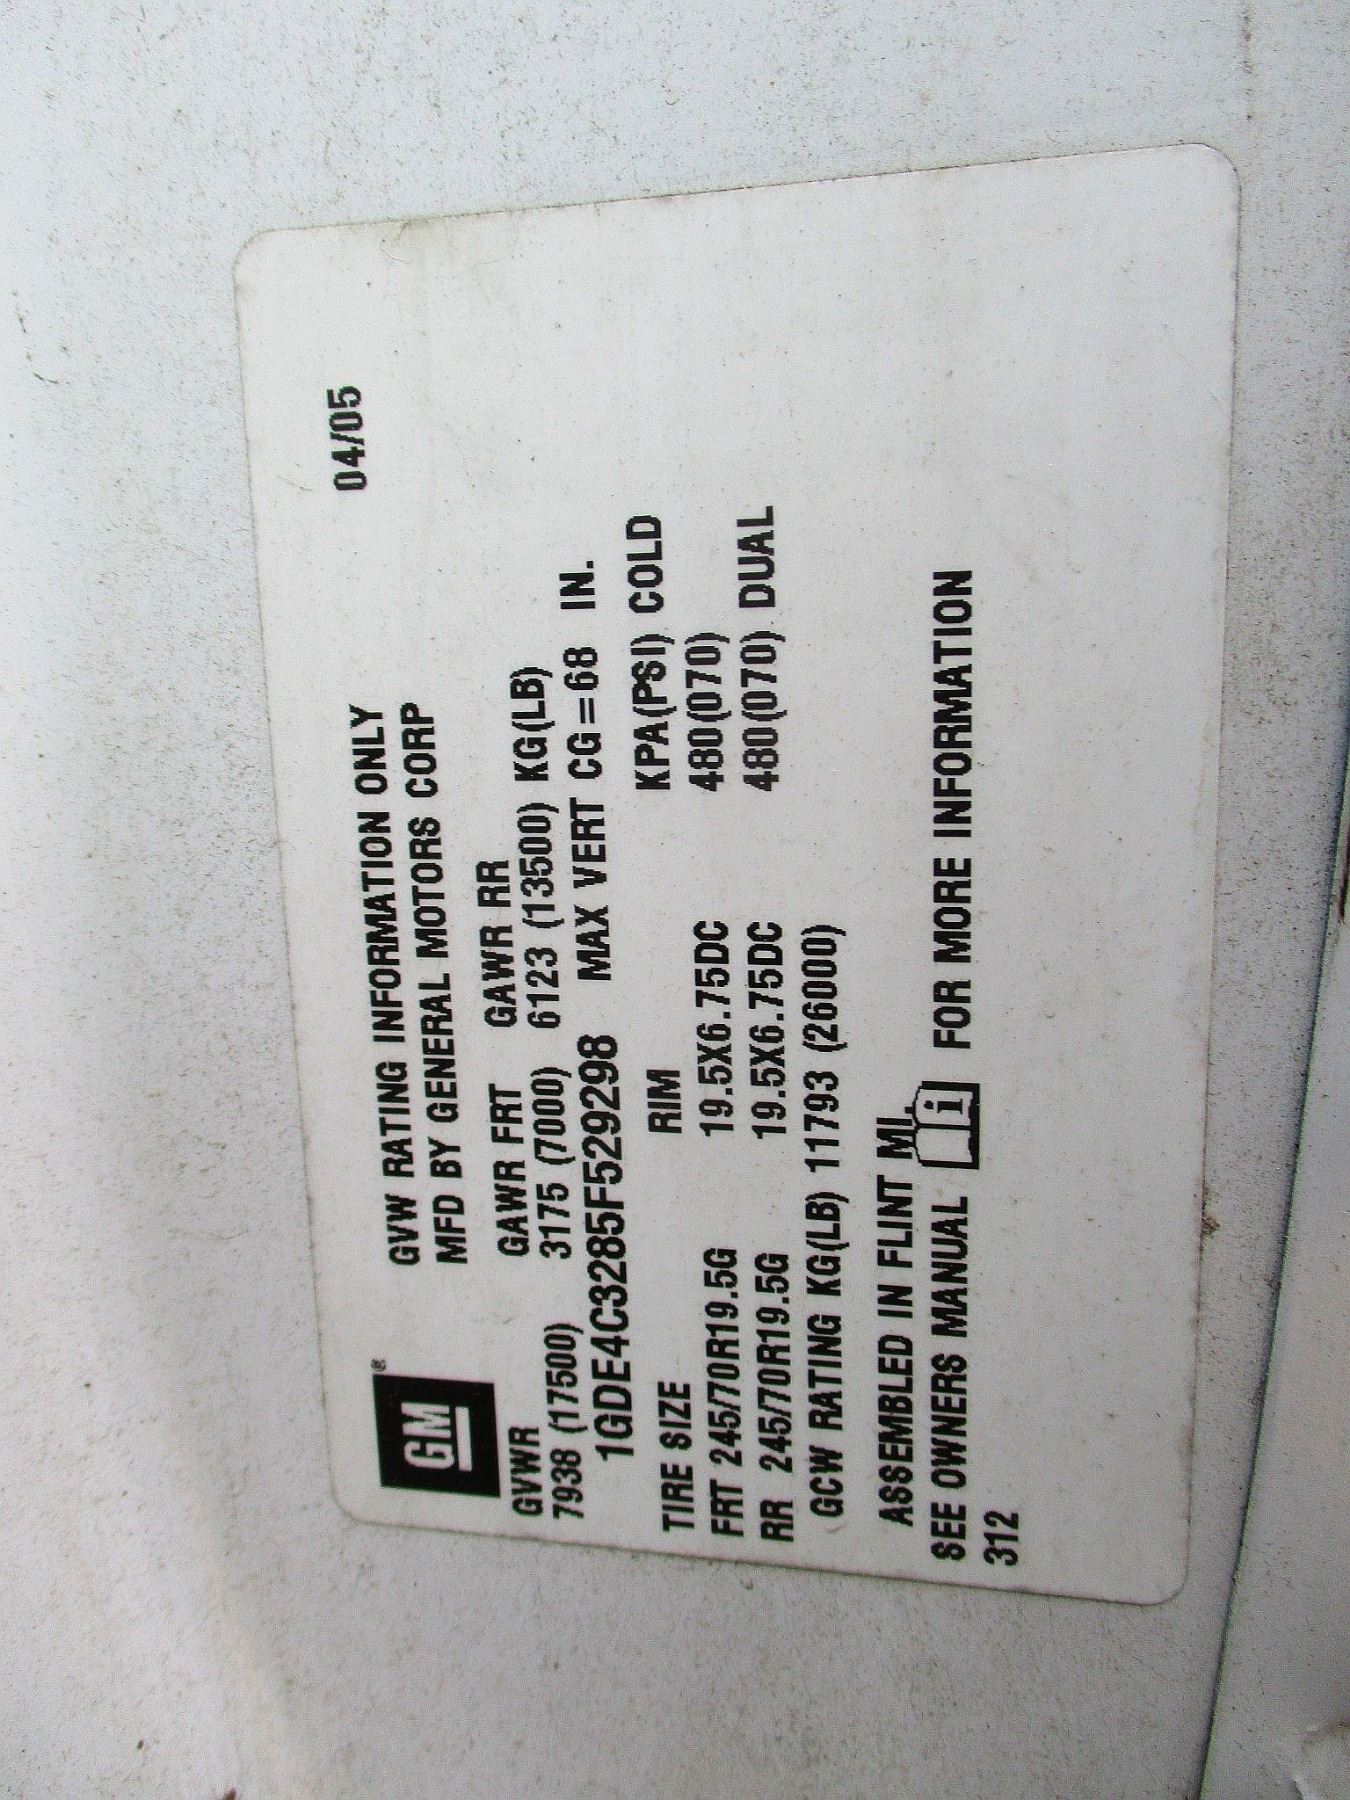 GM®
04/05
GVW RATING INFORMATION ONLY
MFD BY GENERAL MOTORS CORP
GVWR GAWR FRT GAWR RR
7938 (17500) 3175 (7000) 6123 (13500) KG(LB)
1GDE4C3285F529298 MAX VERT CG=68 IN.
TIRE SIZE RIM KPA(PSI) COLD
FRT 245/70R19.5G 19.5X6.75DC 480(070)
RR 245/70R19.5G 19.5X6.75DC 480(070) DUAL
GCW RATING KG(LB) 11793 (26000)
ASSEMBLED IN FLINT MI.
SEE OWNERS MANUAL i FOR MORE INFORMATION
312